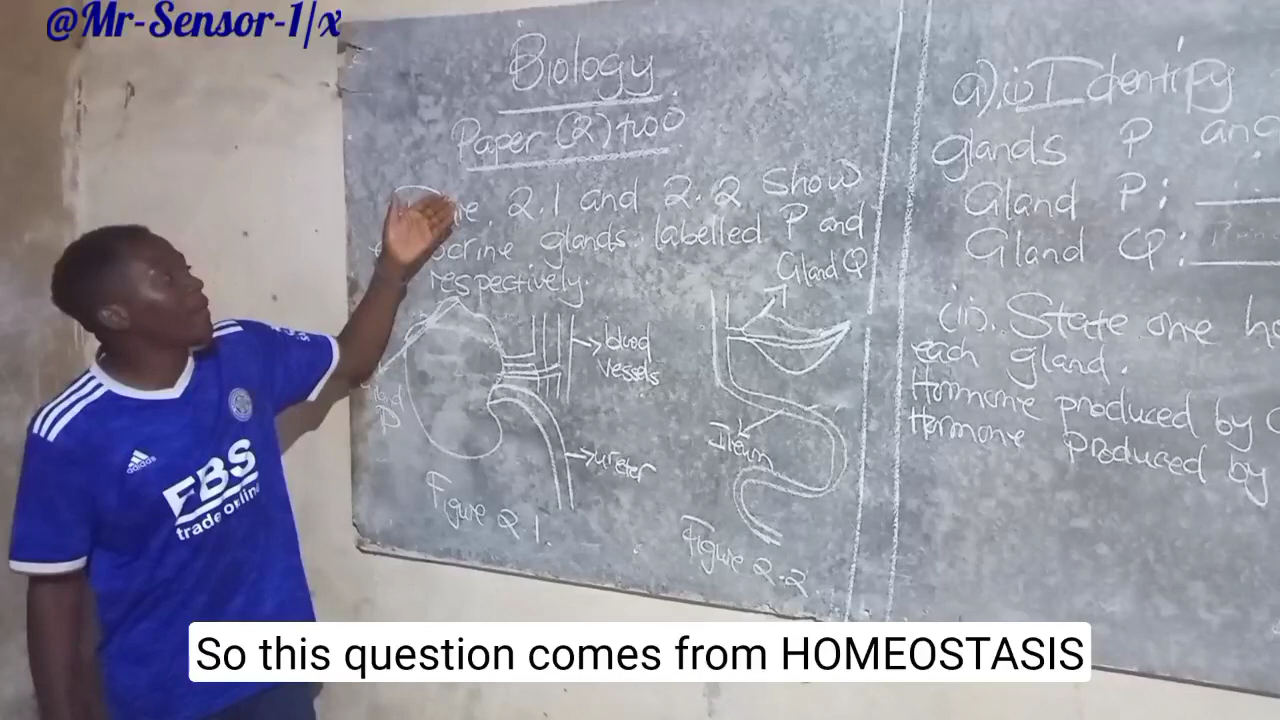 @Mr-Sensor-1/x
Biology
Paper (2) two
2.1 and 2.2 show
glands labelled P and
respectively.
Gland Q
blood
vessels
ureter
Figure 2.1
Ileum
Figure 2.2
a).i) Identify
glands P
Gland P:
Gland Q:
(ii). State one
each gland.
Hormone produced by
Hormone produced by
adidas
FBS
trade online
So this question comes from HOMEOSTASIS